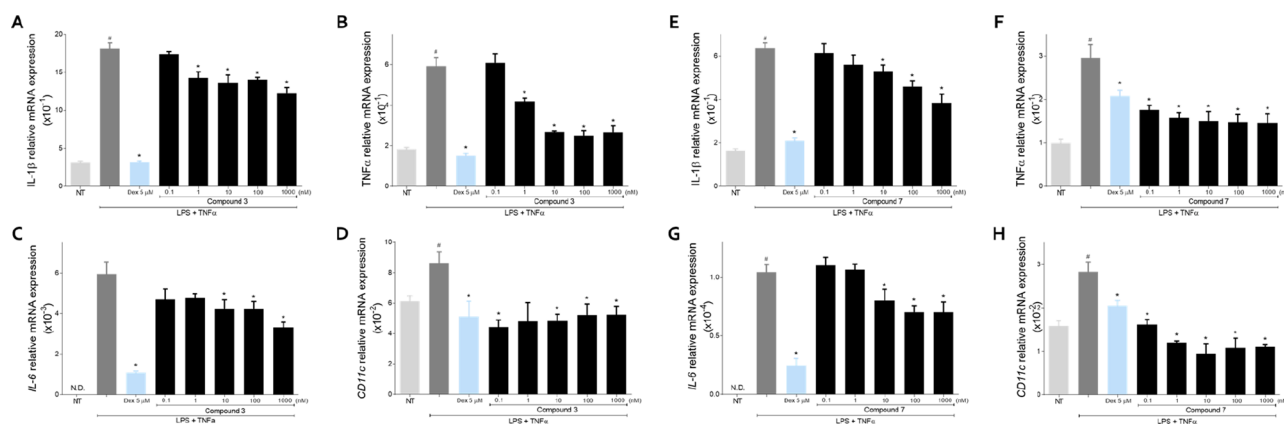 A
IL-1β relative mRNA expression
(x10⁻¹)
20
15
10
5
0
#
*
*
*
*
*
NT
-
Dex 5 μM
0.1
1
10
100
1000
(nM)
Compound 3
LPS + TNFα
B
TNFα relative mRNA expression
(x10⁻¹)
8
6
4
2
0
#
*
*
*
*
*
NT
-
Dex 5 μM
0.1
1
10
100
1000
(nM)
Compound 3
LPS + TNFα
E
IL-1β relative mRNA expression
(x10⁻¹)
6
4
2
0
#
*
*
*
*
NT
Dex 5 μM
0.1
1
10
100
1000
(nM)
Compound 7
LPS + TNFα
F
TNFα relative mRNA expression
(x10⁻¹)
3
2
1
0
#
*
*
*
*
*
*
NT
-
Dex 5 μM
0.1
1
10
100
1000
(nM)
Compound 7
LPS + TNFα
C
IL-6 relative mRNA expression
(x10⁻³)
6
4
2
0
N.D.
*
*
*
*
NT
-
Dex 5 μM
0.1
1
10
100
1000
(nM)
Compound 3
LPS + TNFa
D
CD11c relative mRNA expression
(x10⁻²)
10
8
6
4
2
0
#
*
*
*
*
*
NT
-
Dex 5 μM
0.1
1
10
100
1000
(nM)
Compound 3
LPS + TNFα
G
IL-6 relative mRNA expression
(x10⁻⁴)
1.0
0.5
0.0
N.D.
#
*
*
*
*
NT
Dex 5 μM
0.1
1
10
100
1000
(nM)
Compound 7
LPS + TNFα
H
CD11c relative mRNA expression
(x10⁻²)
3
2
1
0
#
*
*
*
*
*
*
NT
-
Dex 5 μM
0.1
1
10
100
1000
(nM)
Compound 7
LPS + TNFα